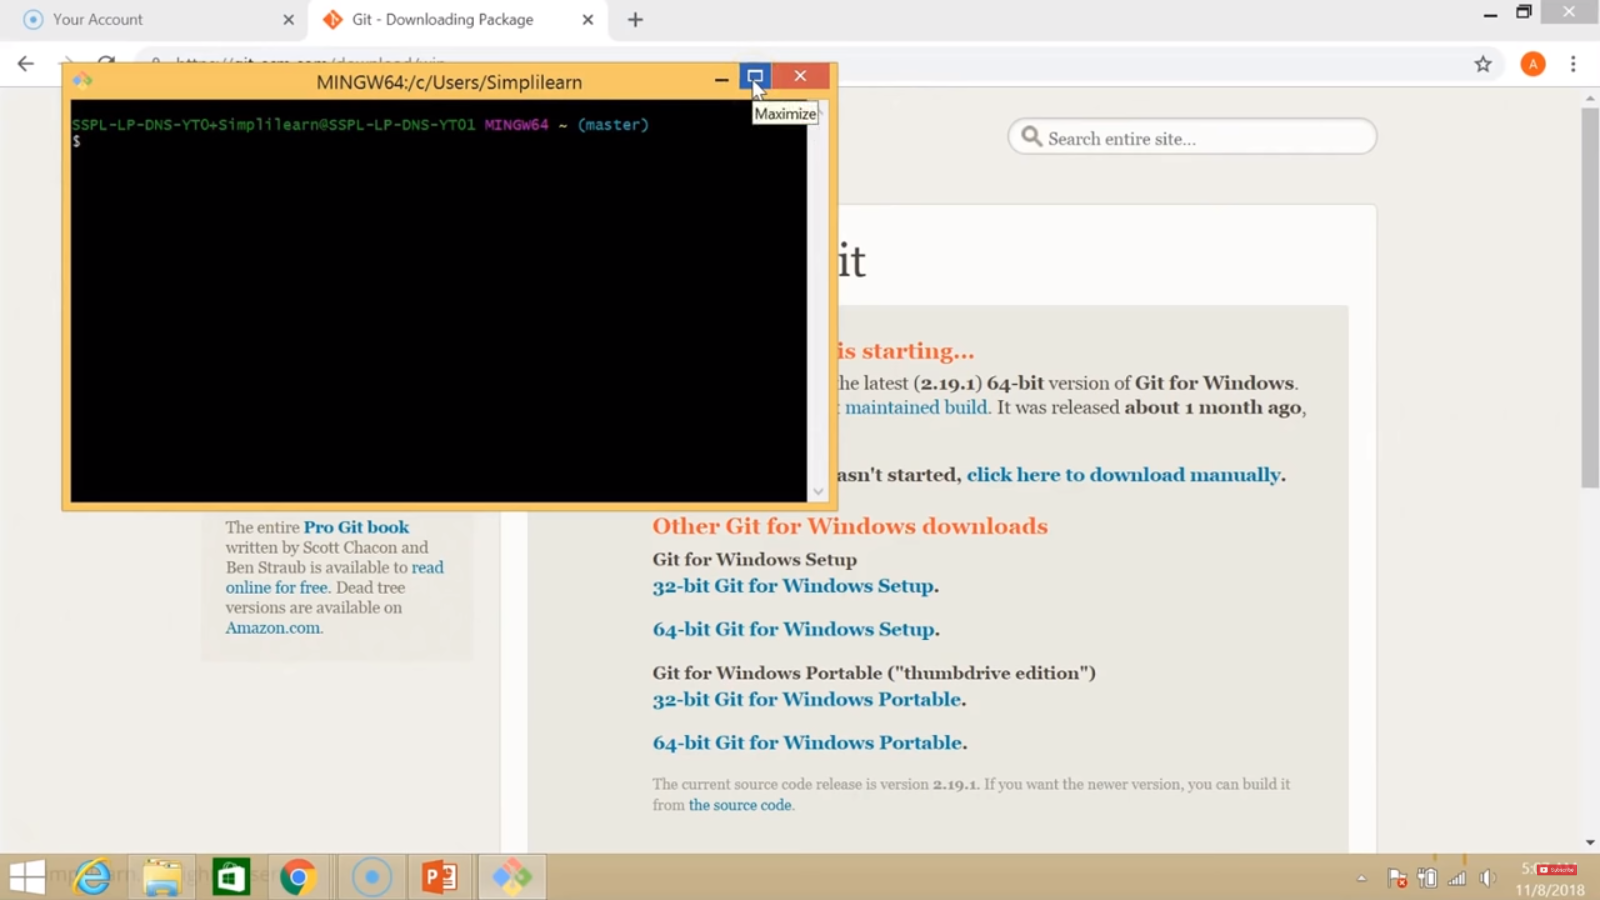 Your Account
Git - Downloading Package
MINGW64:/c/Users/Simplilearn
Maximize
SSPL-LP-DNS-YT0+Simplilearn@SSPL-LP-DNS-YT01 MINGW64 ~ (master)
$
Search entire site...
it
is starting...
he latest (2.19.1) 64-bit version of Git for Windows.
maintained build. It was released about 1 month ago,
asn't started, click here to download manually.
The entire Pro Git book
written by Scott Chacon and
Ben Straub is available to read
online for free. Dead tree
versions are available on
Amazon.com.
Other Git for Windows downloads
Git for Windows Setup
32-bit Git for Windows Setup.
64-bit Git for Windows Setup.
Git for Windows Portable ("thumbdrive edition")
32-bit Git for Windows Portable.
64-bit Git for Windows Portable.
The current source code release is version 2.19.1. If you want the newer version, you can build it
from the source code.
A
Subscribe
11/8/2018